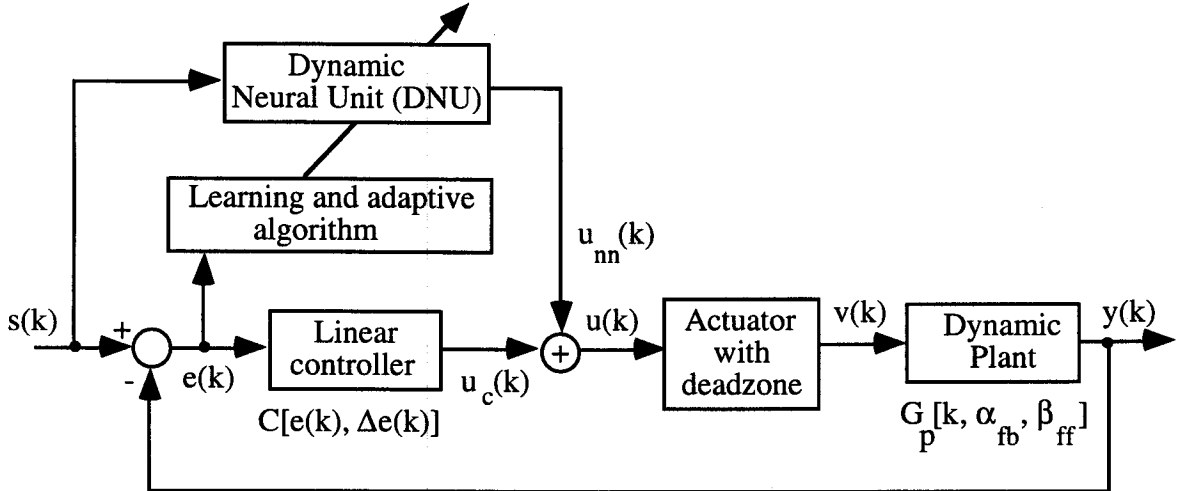 Dynamic
Neural Unit (DNU)
Learning and adaptive
algorithm
u_nn(k)
s(k)
+
-
e(k)
Linear
controller
C[e(k), Δe(k)]
u_c(k)
+
u(k)
Actuator
with
deadzone
v(k)
Dynamic
Plant
G_p[k, α_fb, β_ff]
y(k)